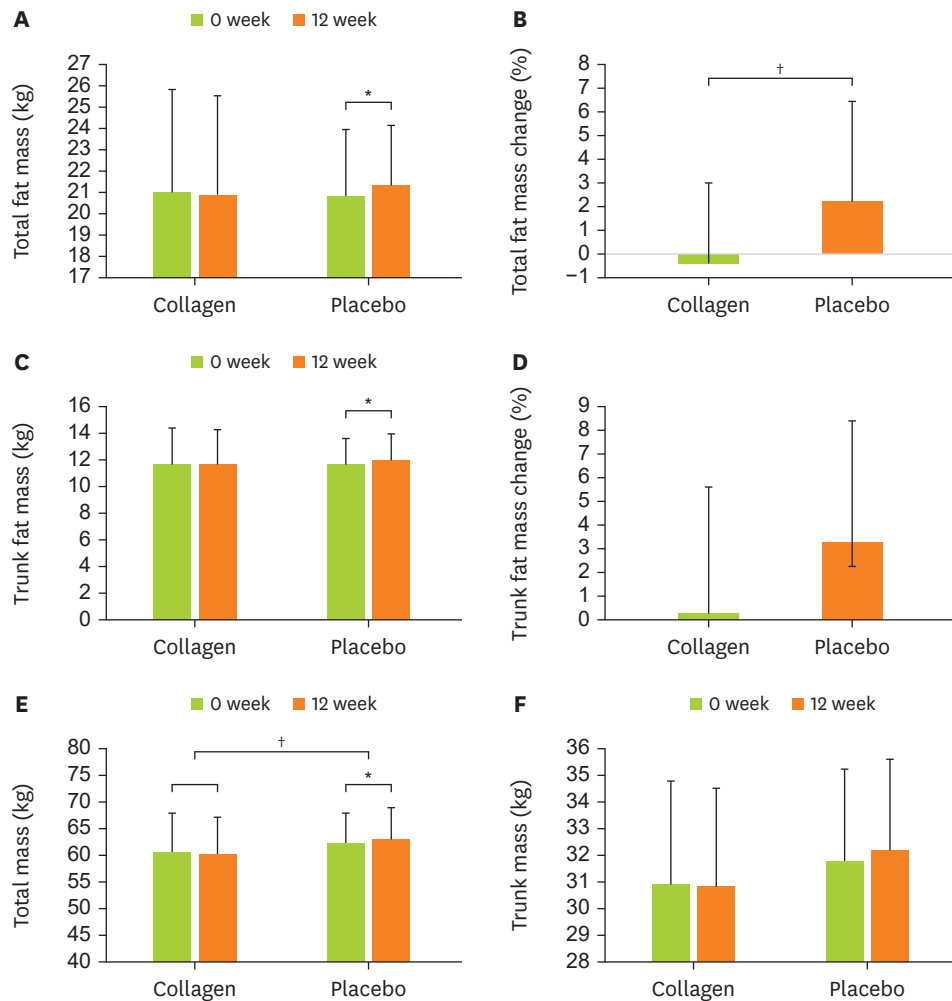 A
0 week 12 week
Total fat mass (kg)
27
26
25
24
23
22
21
20
19
18
17
*
Collagen Placebo
B
Total fat mass change (%)
8
7
6
5
4
3
2
1
0
−1
†
Collagen Placebo
C
0 week 12 week
Trunk fat mass (kg)
16
14
12
10
8
6
4
2
0
*
Collagen Placebo
D
Trunk fat mass change (%)
9
8
7
6
5
4
3
2
1
0
Collagen Placebo
E
0 week 12 week
Total mass (kg)
80
75
70
65
60
55
50
45
40
†
*
Collagen Placebo
F
0 week 12 week
Trunk mass (kg)
36
35
34
33
32
31
30
29
28
Collagen Placebo